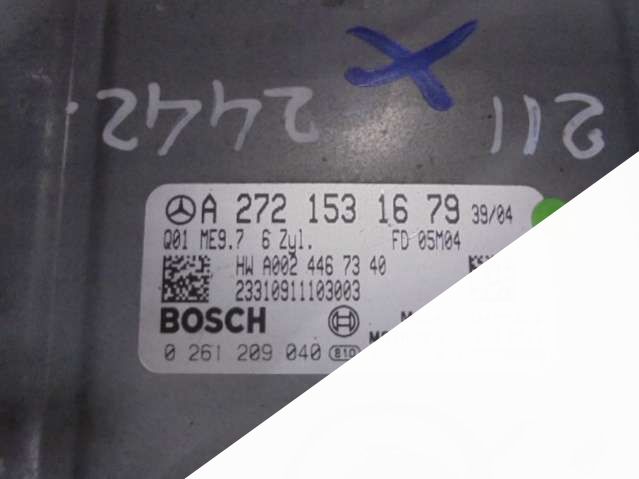 2442.
211
A 272 153 16 79 39/04
Q01 ME9.7 6 Zyl. FD 05M04
HW A002 446 73 40
23310911103003
BOSCH
0 261 209 040 810